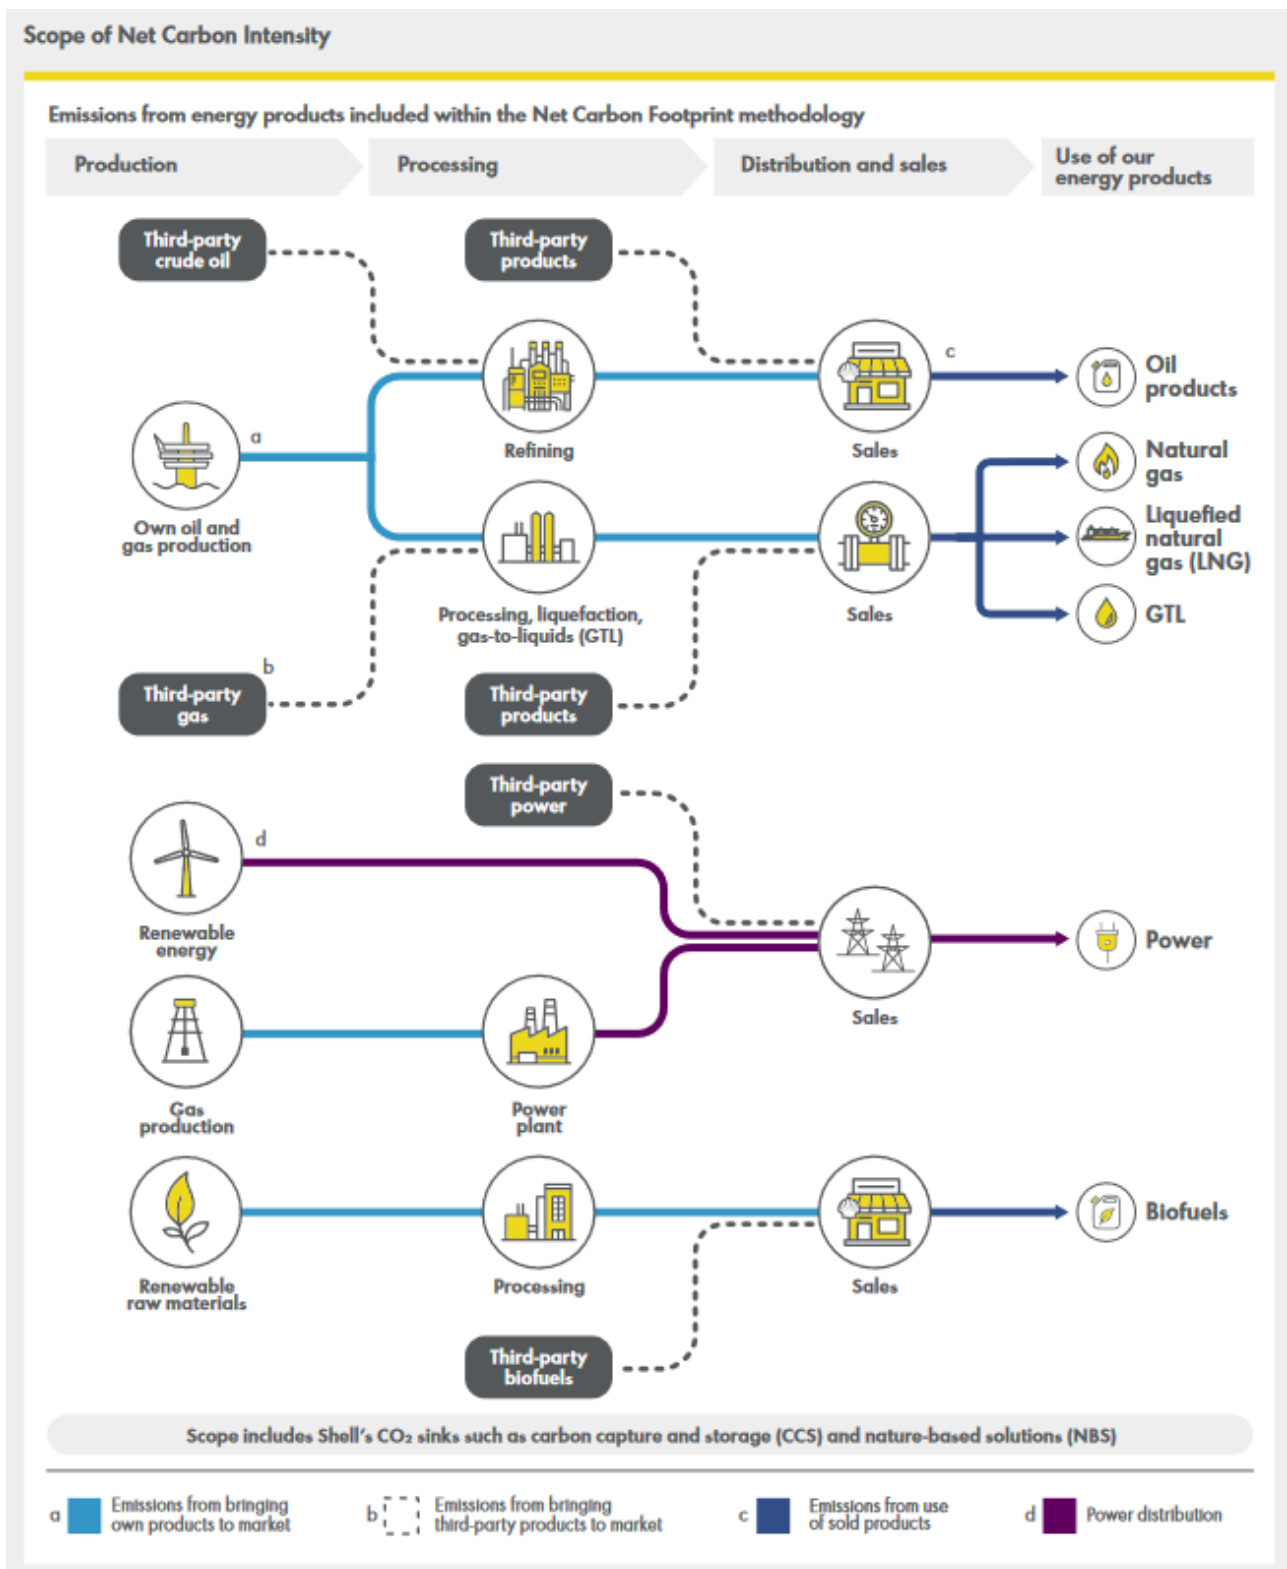 Scope of Net Carbon Intensity
Emissions from energy products included within the Net Carbon Footprint methodology
Production
Processing
Distribution and sales
Use of our
energy products
Third-party
crude oil
Third-party
products
c
Oil
products
a
Refining
Sales
Natural
gas
Own oil and
gas production
Liquefied
natural
gas (LNG)
Processing, liquefaction,
gas-to-liquids (GTL)
Sales
GTL
b
Third-party
gas
Third-party
products
Third-party
power
d
Renewable
energy
Power
Sales
Gas
production
Power
plant
Biofuels
Renewable
raw materials
Processing
Sales
Third-party
biofuels
Scope includes Shell's CO₂ sinks such as carbon capture and storage (CCS) and nature-based solutions (NBS)
a Emissions from bringing
own products to market
b Emissions from bringing
third-party products to market
c Emissions from use
of sold products
d Power distribution